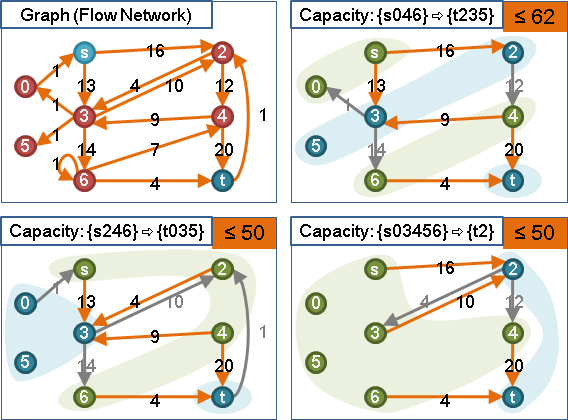 Graph (Flow Network)
s 16 2
1
0 13 4 10 12
3 9 4 1
1
5 1
14 7 20
1
6 4 t
Capacity: {s046} ⇨ {t235} ≤ 62
s 16 2
0 13 12
1
3 9 4
5 14 20
6 4 t
Capacity: {s246} ⇨ {t035} ≤ 50
s 2
1
0 13 4 10
3 9 4 1
5 14 20
6 4 t
Capacity: {s03456} ⇨ {t2} ≤ 50
s 16 2
0 4 10 12
3 4
5 20
6 4 t